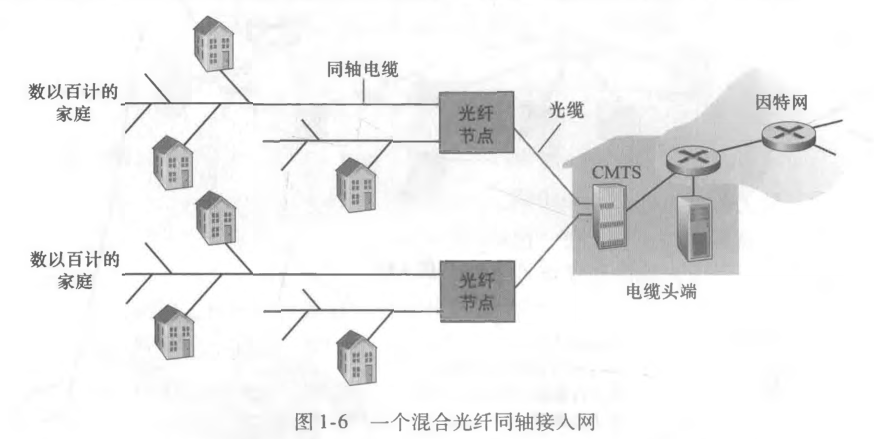 数以百计的
家庭
同轴电缆
光纤
节点
光缆
因特网
CMTS
数以百计的
家庭
光纤
节点
电缆头端
图 1-6 一个混合光纤同轴接入网